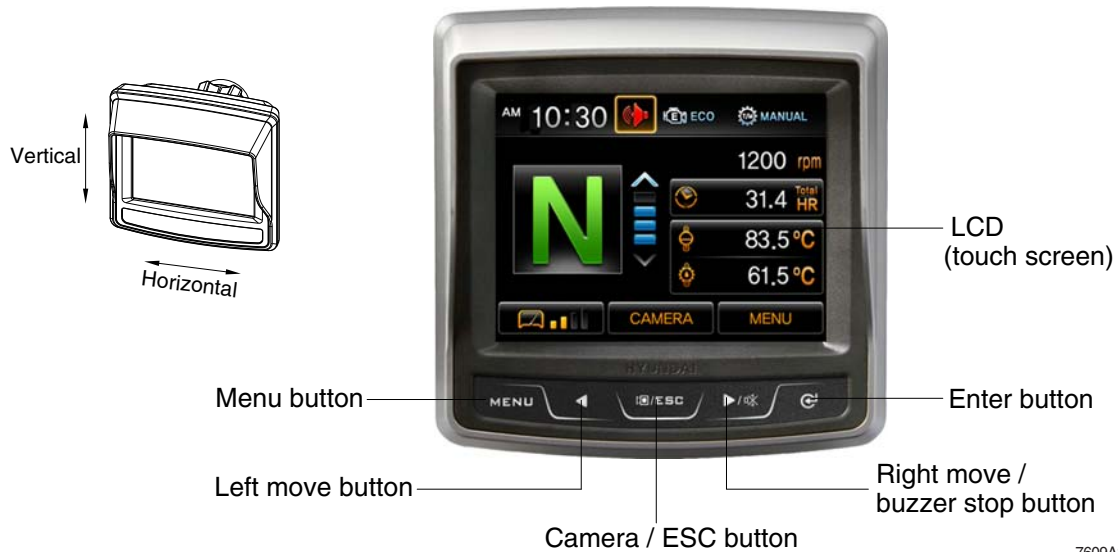 AM 10:30 ECO T/M MANUAL
Vertical
1200 rpm
N
31.4 Total HR
83.5°C
LCD
(touch screen)
61.5°C
Horizontal
CAMERA MENU
HYUNDAI
Menu button
MENU /ESC /
Enter button
Left move button
Right move /
buzzer stop button
Camera / ESC button